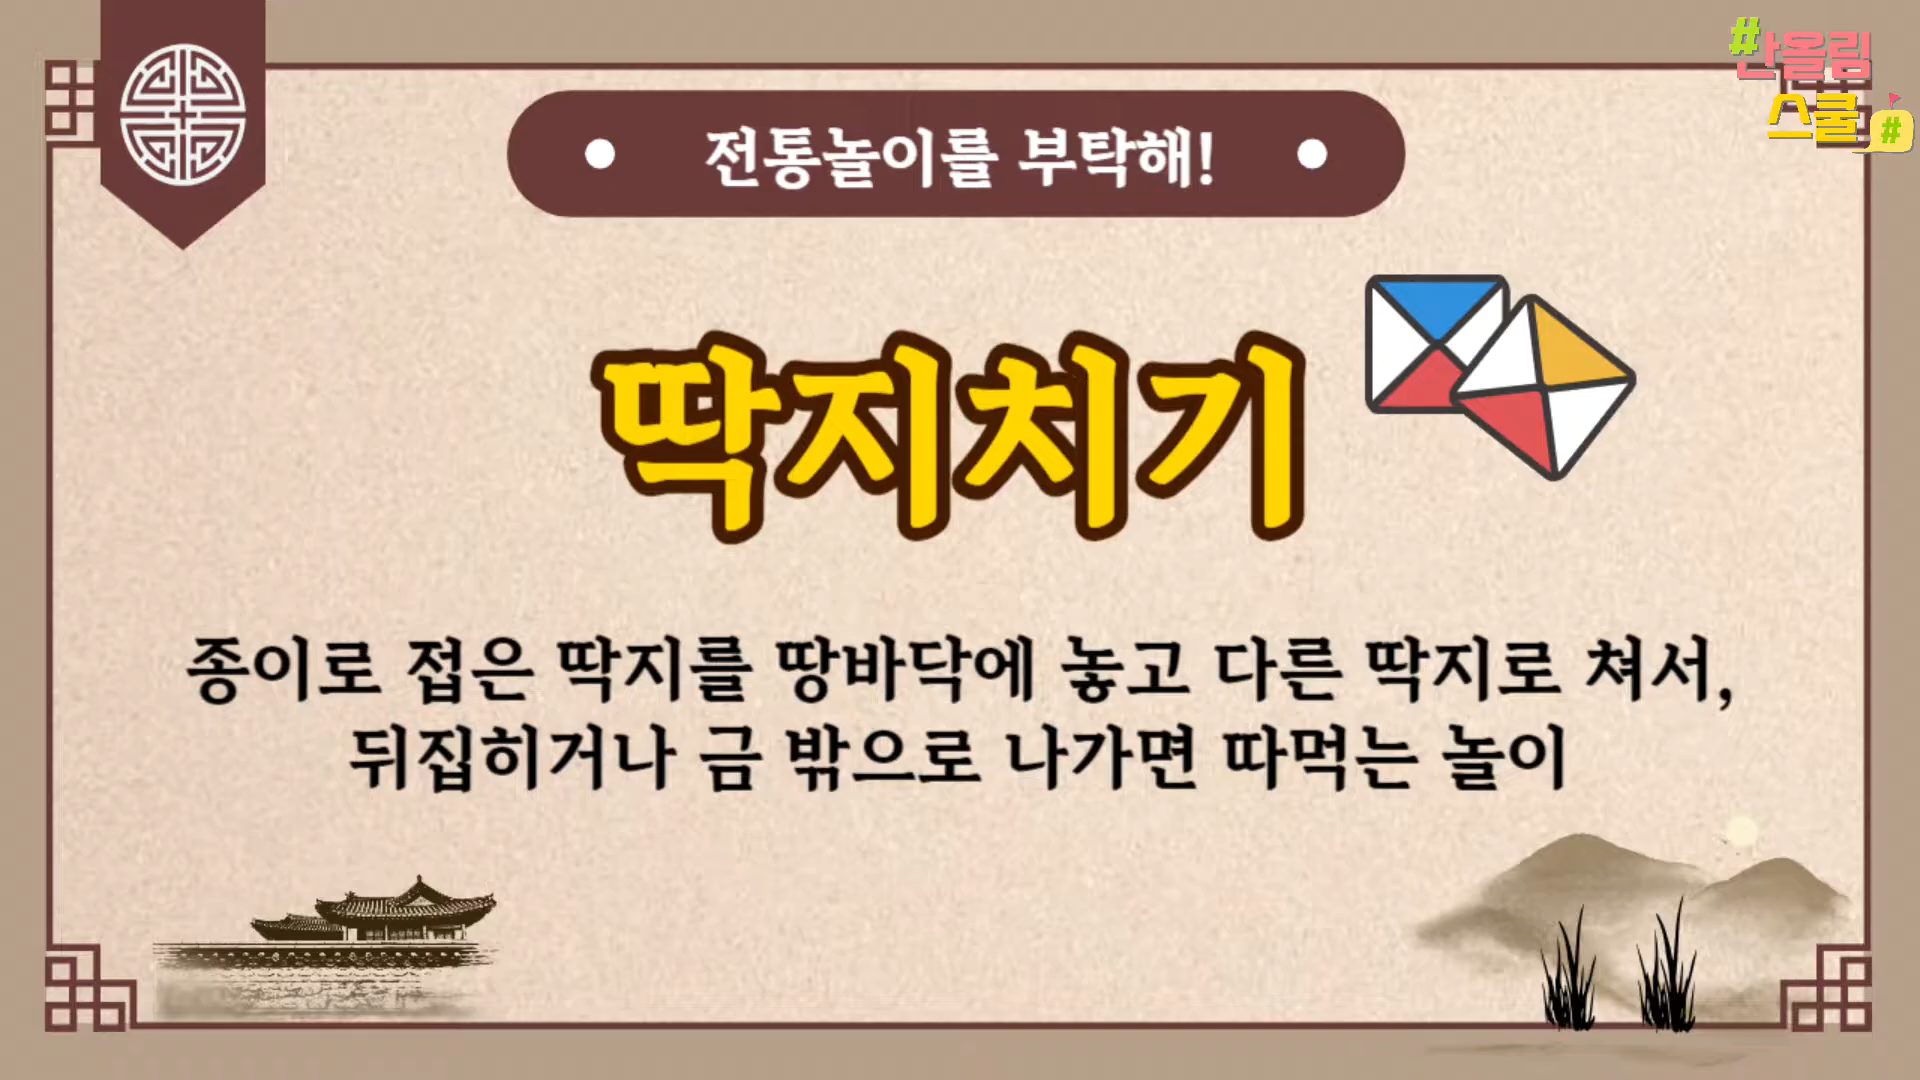 #산올림
스쿨#
전통놀이를 부탁해!
딱지치기
종이로 접은 딱지를 땅바닥에 놓고 다른 딱지로 쳐서,
뒤집히거나 금 밖으로 나가면 따먹는 놀이